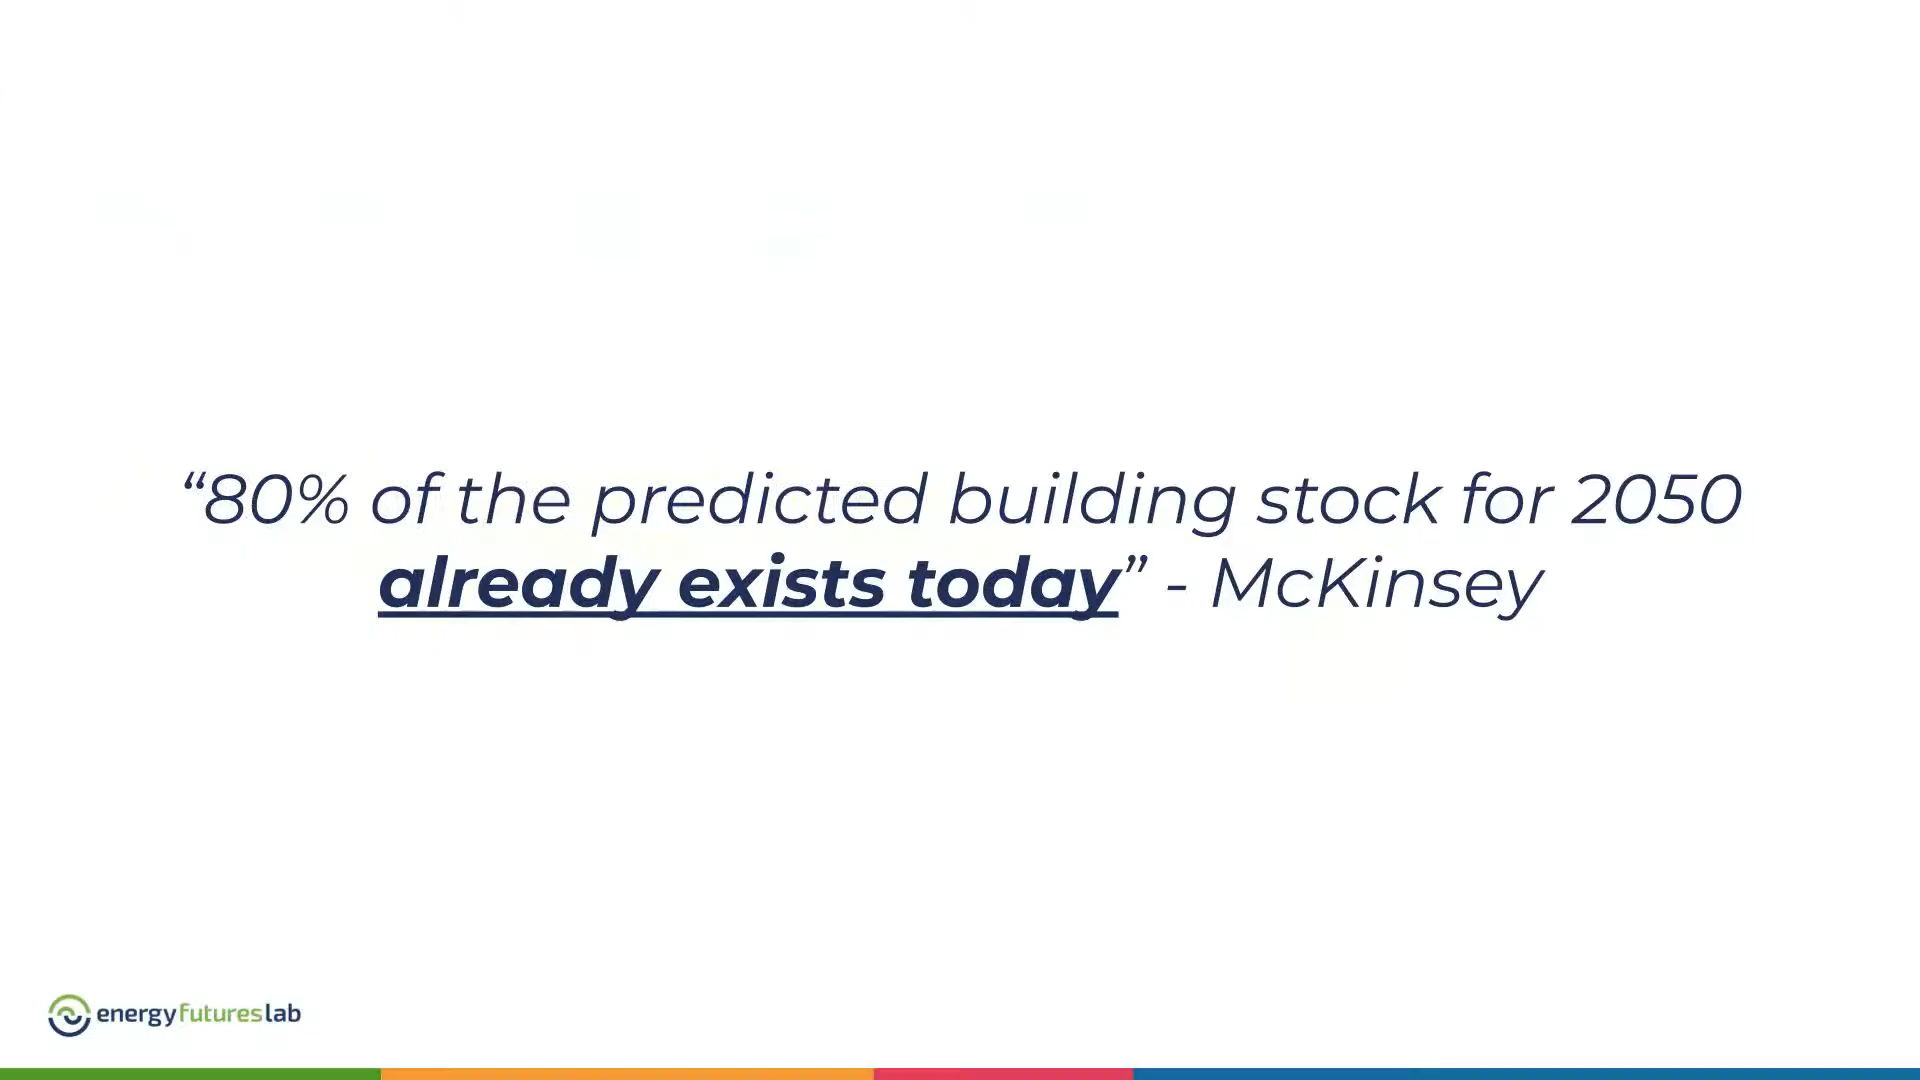 “80% of the predicted building stock for 2050
already exists today” - McKinsey
energyfutureslab